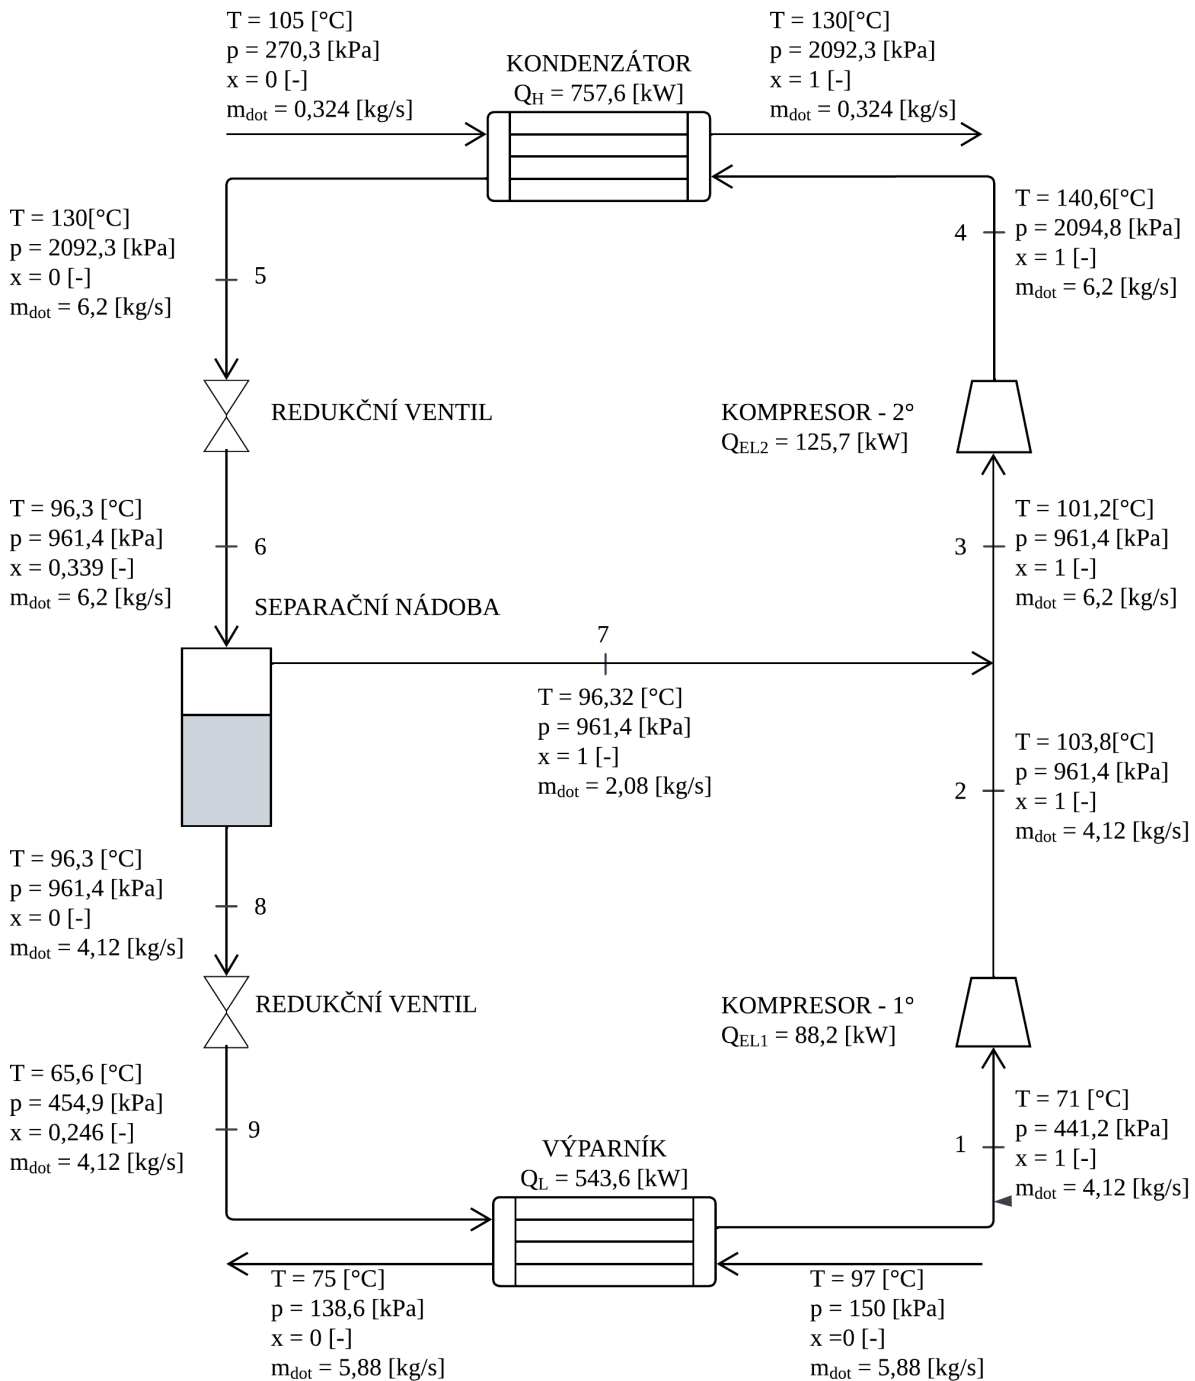 T = 105 [°C]
p = 270,3 [kPa]
x = 0 [-]
mdot = 0,324 [kg/s]
KONDENZÁTOR
QH = 757,6 [kW]
T = 130[°C]
p = 2092,3 [kPa]
x = 1 [-]
mdot = 0,324 [kg/s]
T = 130[°C]
p = 2092,3 [kPa]
x = 0 [-]
mdot = 6,2 [kg/s]
5
4
T = 140,6[°C]
p = 2094,8 [kPa]
x = 1 [-]
mdot = 6,2 [kg/s]
REDUKČNÍ VENTIL
KOMPRESOR - 2°
QEL2 = 125,7 [kW]
T = 96,3 [°C]
p = 961,4 [kPa]
x = 0,339 [-]
mdot = 6,2 [kg/s]
6
3
T = 101,2[°C]
p = 961,4 [kPa]
x = 1 [-]
mdot = 6,2 [kg/s]
SEPARAČNÍ NÁDOBA
7
T = 96,32 [°C]
p = 961,4 [kPa]
x = 1 [-]
mdot = 2,08 [kg/s]
2
T = 103,8[°C]
p = 961,4 [kPa]
x = 1 [-]
mdot = 4,12 [kg/s]
T = 96,3 [°C]
p = 961,4 [kPa]
x = 0 [-]
mdot = 4,12 [kg/s]
8
REDUKČNÍ VENTIL
KOMPRESOR - 1°
QEL1 = 88,2 [kW]
T = 65,6 [°C]
p = 454,9 [kPa]
x = 0,246 [-]
mdot = 4,12 [kg/s]
9
VÝPARNÍK
QL = 543,6 [kW]
1
T = 71 [°C]
p = 441,2 [kPa]
x = 1 [-]
mdot = 4,12 [kg/s]
T = 75 [°C]
p = 138,6 [kPa]
x = 0 [-]
mdot = 5,88 [kg/s]
T = 97 [°C]
p = 150 [kPa]
x =0 [-]
mdot = 5,88 [kg/s]